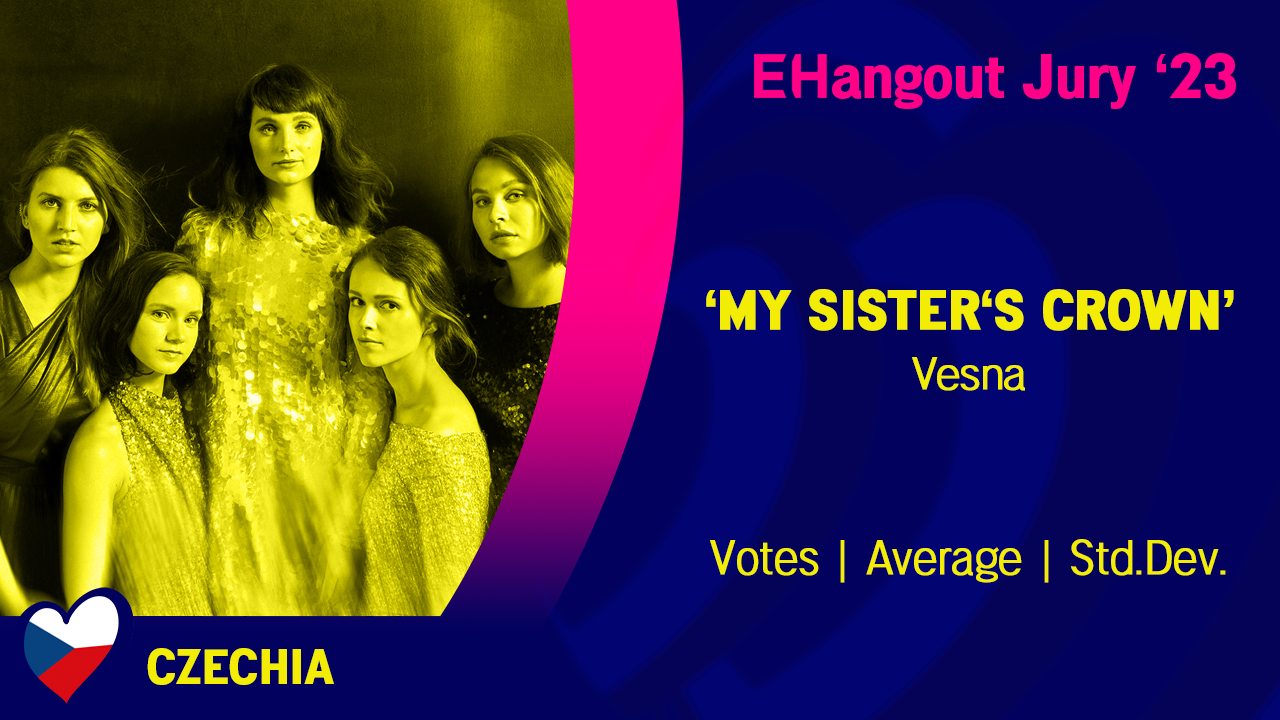 EHangout Jury ‘23
‘MY SISTER‘S CROWN’
Vesna
Votes | Average | Std.Dev.
CZECHIA